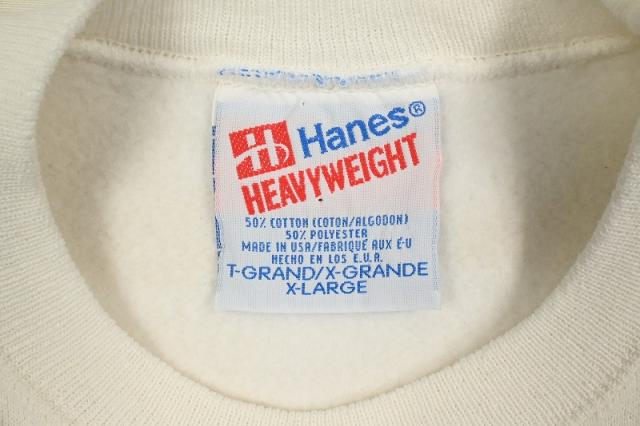 Hanes®
HEAVYWEIGHT
50% COTTON (COTON/ALGODON)
50% POLYESTER
MADE IN USA/FABRIQUÉ AUX É-U
HECHO EN LOS E.U.A.
T-GRAND/X-GRANDE
X-LARGE